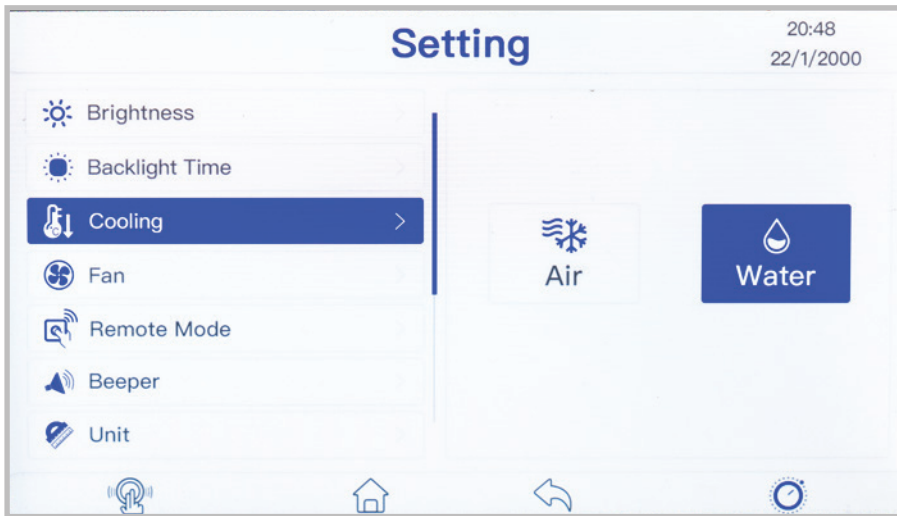 Setting
20:48
22/1/2000
Brightness
Backlight Time
Cooling
Fan
Remote Mode
Beeper
Unit
Air
Water